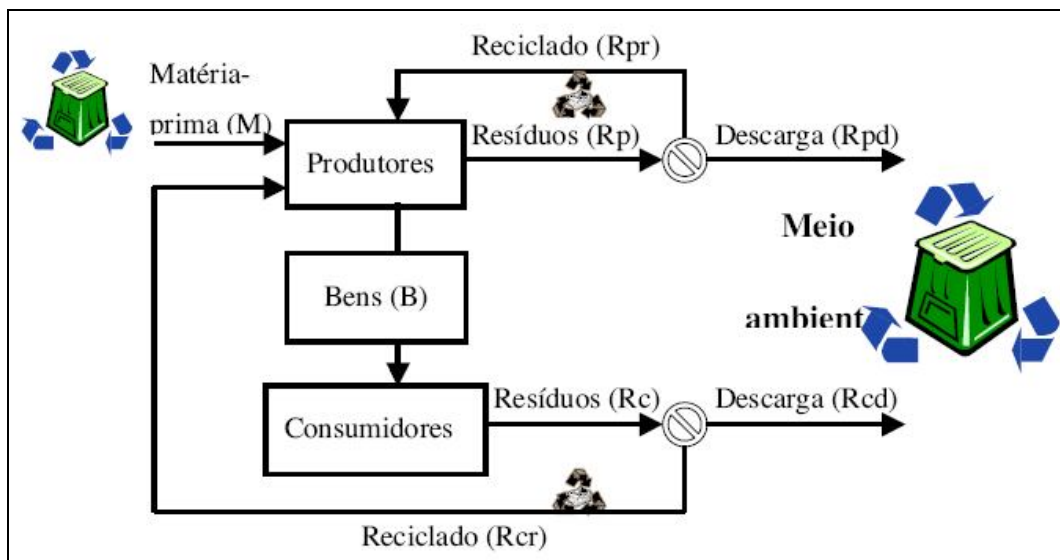 Reciclado (Rpr)
Matéria-
prima (M)
Produtores
Resíduos (Rp)
Descarga (Rpd)
Meio
Bens (B)
ambient
Consumidores
Resíduos (Rc)
Descarga (Rcd)
Reciclado (Rcr)